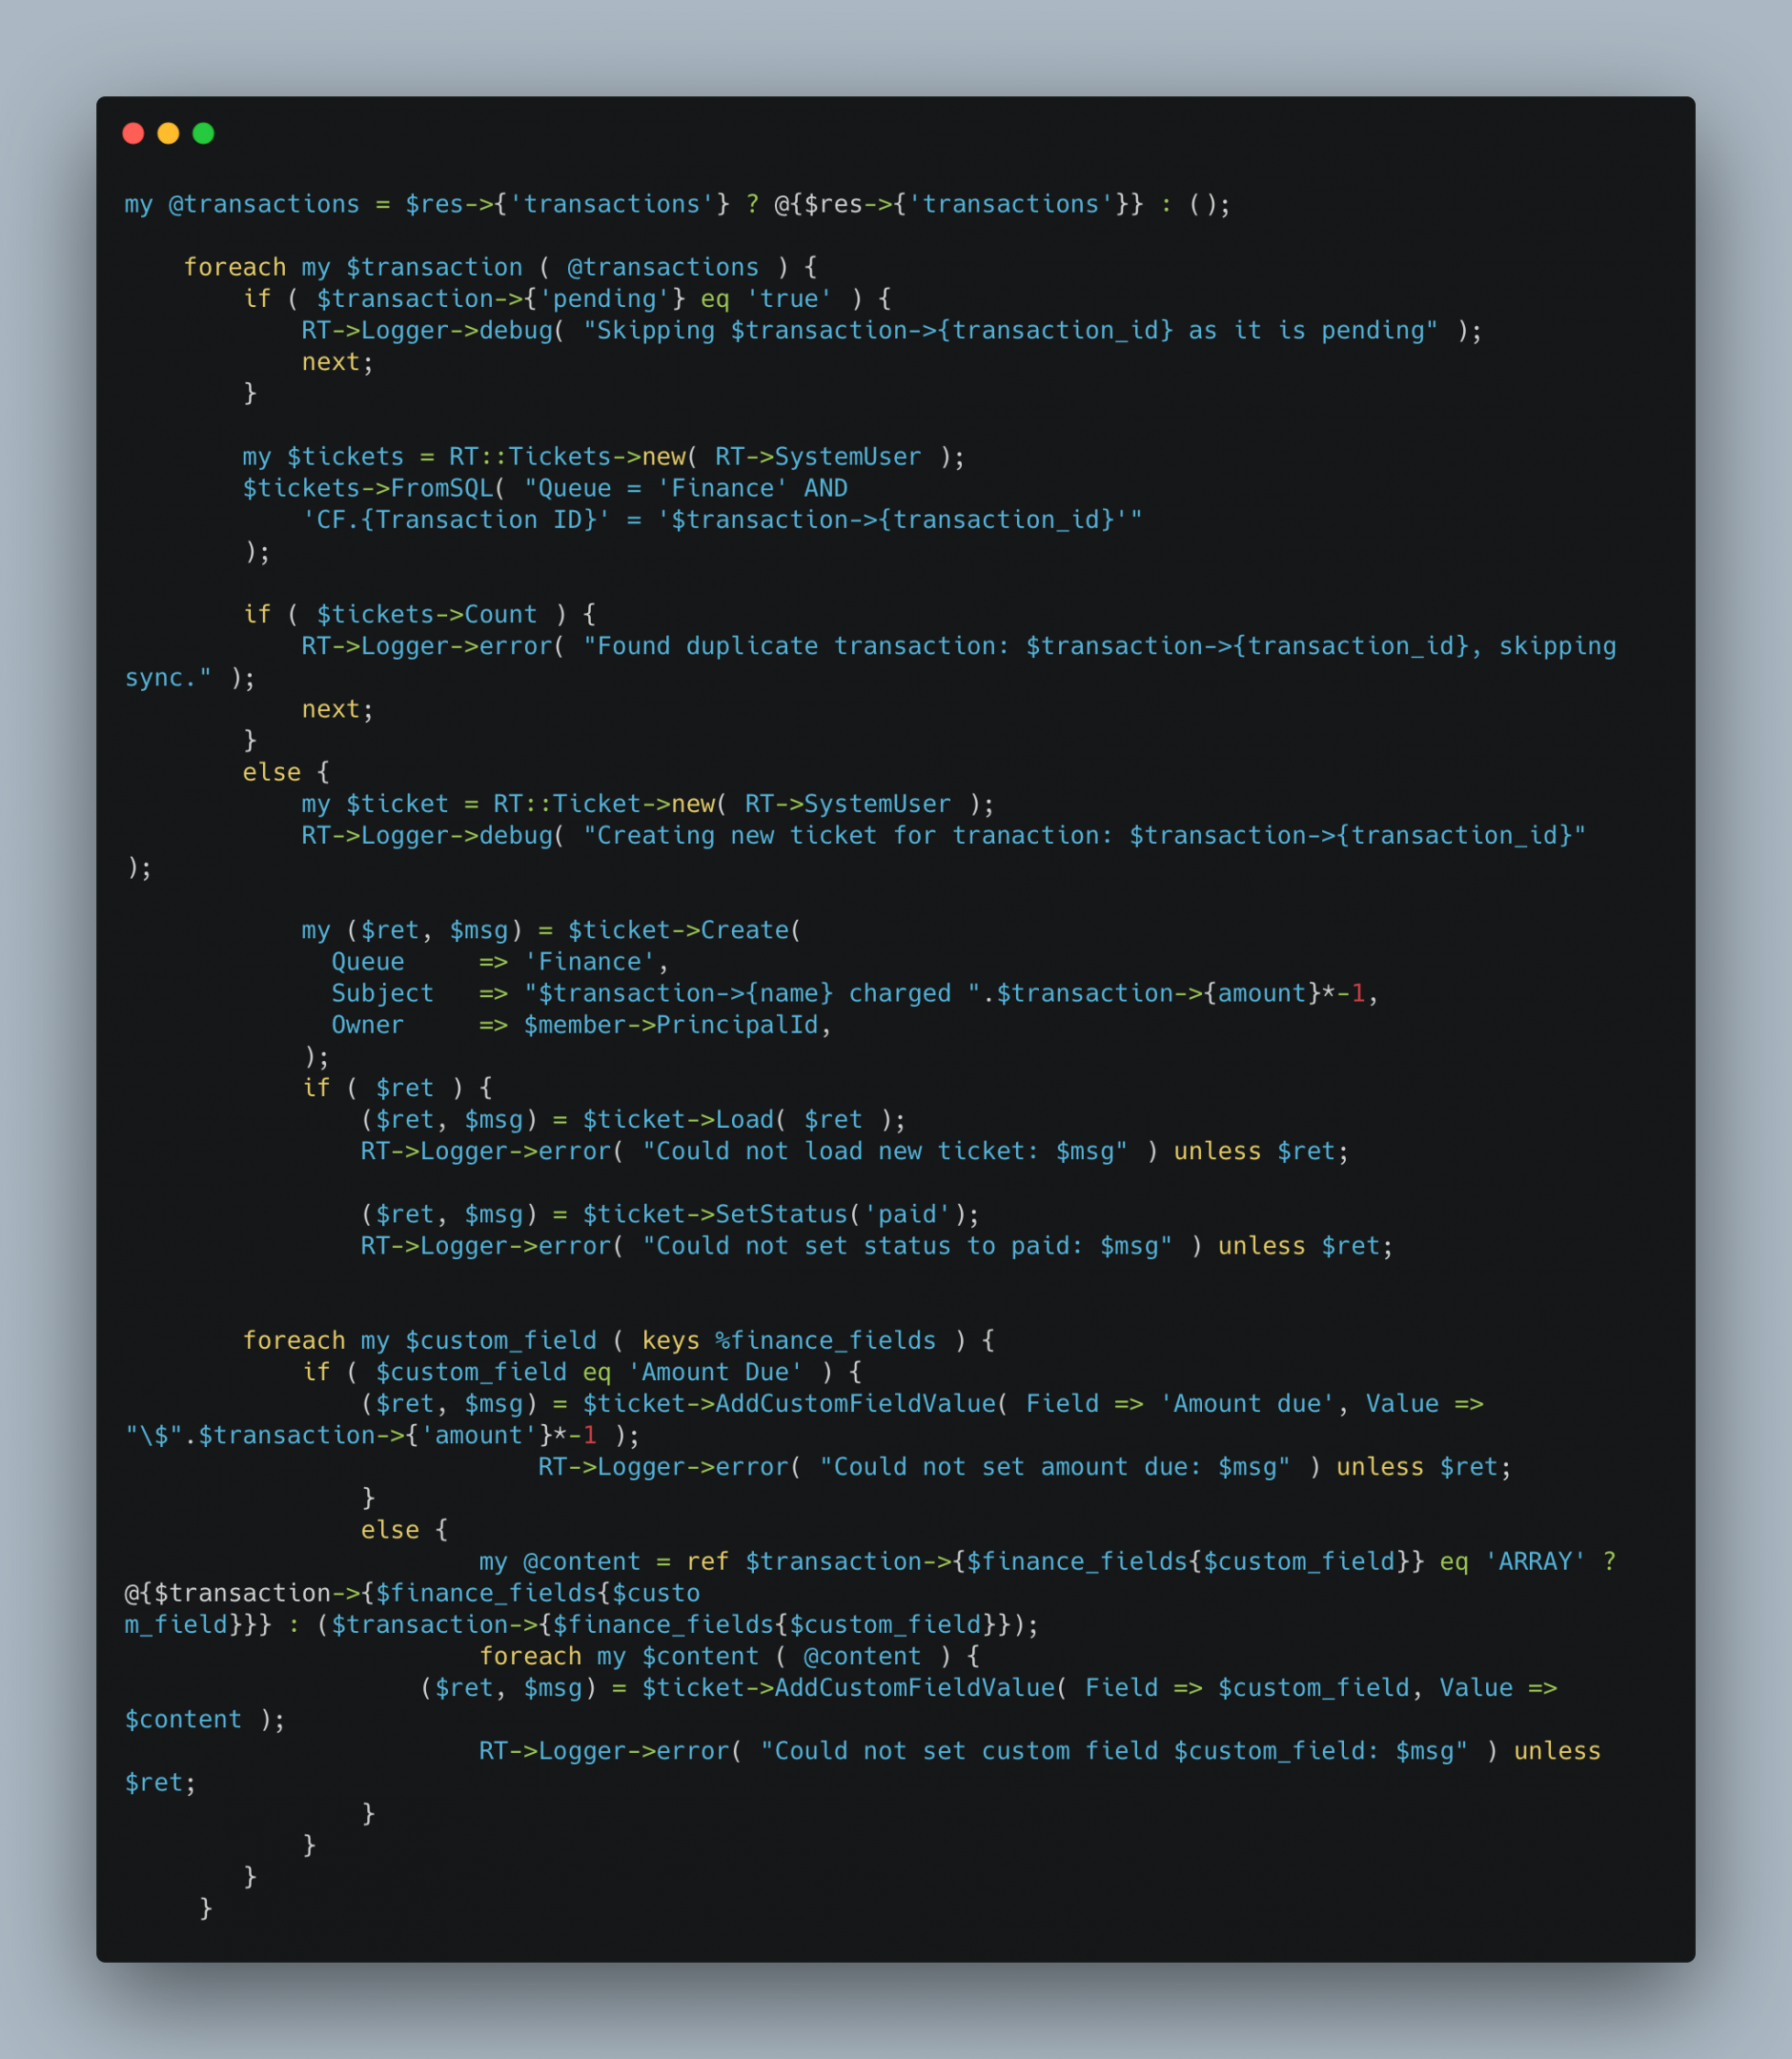 my @transactions = $res->{'transactions'} ? @{$res->{'transactions'}} : ();

    foreach my $transaction ( @transactions ) {
        if ( $transaction->{'pending'} eq 'true' ) {
            RT->Logger->debug( "Skipping $transaction->{transaction_id} as it is pending" );
            next;
        }

        my $tickets = RT::Tickets->new( RT->SystemUser );
        $tickets->FromSQL( "Queue = 'Finance' AND
            'CF.{Transaction ID}' = '$transaction->{transaction_id}'"
        );

        if ( $tickets->Count ) {
            RT->Logger->error( "Found duplicate transaction: $transaction->{transaction_id}, skipping
sync." );
            next;
        }
        else {
            my $ticket = RT::Ticket->new( RT->SystemUser );
            RT->Logger->debug( "Creating new ticket for tranaction: $transaction->{transaction_id}"
);

            my ($ret, $msg) = $ticket->Create(
              Queue     => 'Finance',
              Subject   => "$transaction->{name} charged ".$transaction->{amount}*-1,
              Owner     => $member->PrincipalId,
            );
            if ( $ret ) {
                ($ret, $msg) = $ticket->Load( $ret );
                RT->Logger->error( "Could not load new ticket: $msg" ) unless $ret;

                ($ret, $msg) = $ticket->SetStatus('paid');
                RT->Logger->error( "Could not set status to paid: $msg" ) unless $ret;


        foreach my $custom_field ( keys %finance_fields ) {
            if ( $custom_field eq 'Amount Due' ) {
                ($ret, $msg) = $ticket->AddCustomFieldValue( Field => 'Amount due', Value =>
"\$".$transaction->{'amount'}*-1 );
                            RT->Logger->error( "Could not set amount due: $msg" ) unless $ret;
                }
                else {
                        my @content = ref $transaction->{$finance_fields{$custom_field}} eq 'ARRAY' ?
@{$transaction->{$finance_fields{$custo
m_field}}} : ($transaction->{$finance_fields{$custom_field}});
                        foreach my $content ( @content ) {
                    ($ret, $msg) = $ticket->AddCustomFieldValue( Field => $custom_field, Value =>
$content );
                        RT->Logger->error( "Could not set custom field $custom_field: $msg" ) unless
$ret;
                }
            }
        }
     }